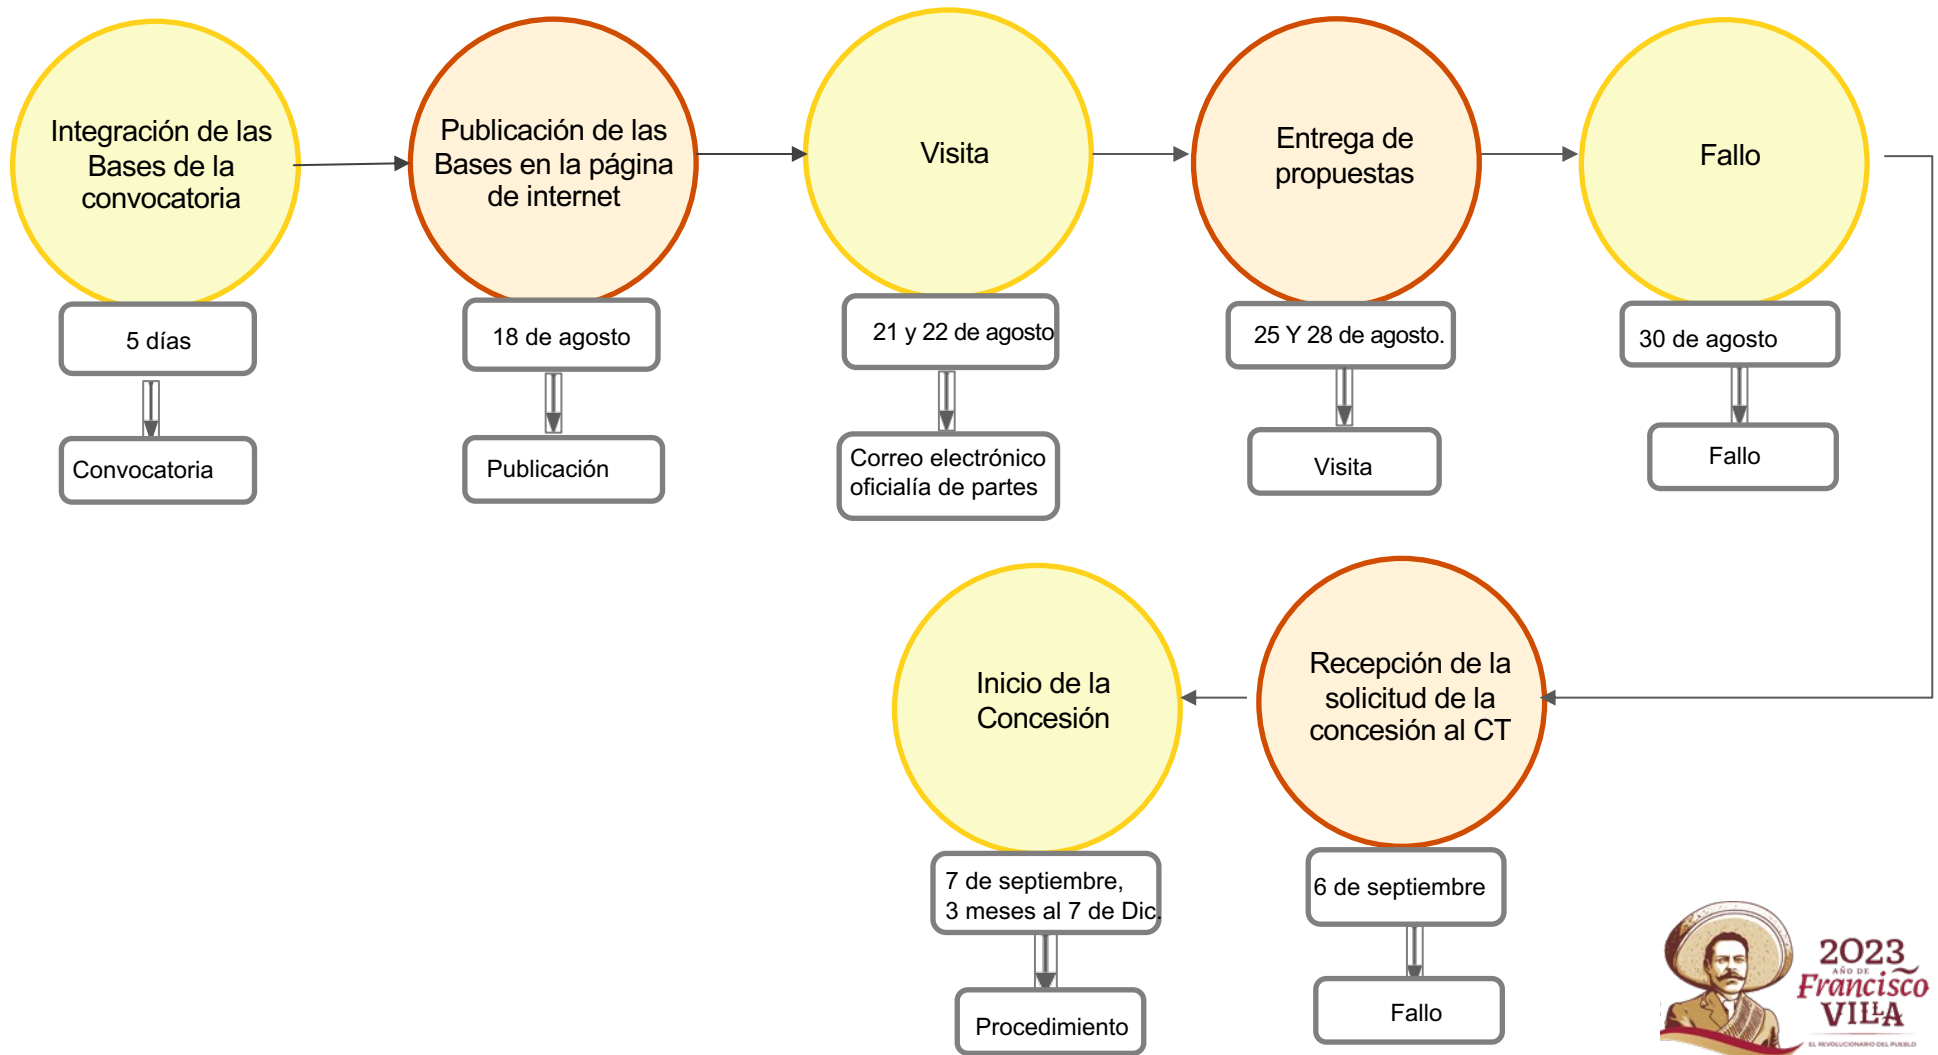 Integración de las
Bases de la
convocatoria
Publicación de las
Bases en la página
de internet
Visita
Entrega de
propuestas
Fallo
5 días
18 de agosto
21 y 22 de agosto
25 Y 28 de agosto.
30 de agosto
Convocatoria
Publicación
Correo electrónico
oficialía de partes
Visita
Fallo
Inicio de la
Concesión
Recepción de la
solicitud de la
concesión al CT
7 de septiembre,
3 meses al 7 de Dic.
6 de septiembre
Procedimiento
Fallo
2023
AÑO DE
Francisco
VILLA
EL REVOLUCIONARIO DEL PUEBLO